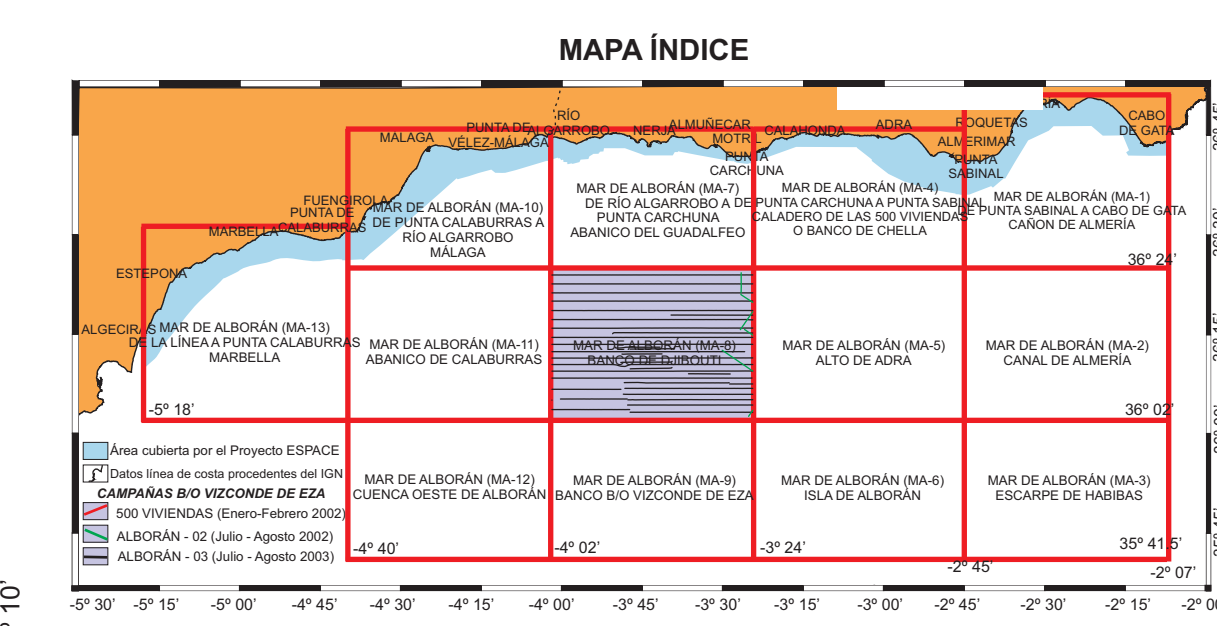 MAPA ÍNDICE
RÍO
PUNTA DE ALGARROBO
VÉLEZ-MÁLAGA
MÁLAGA
NERJA
ALMUÑECAR
MOTRIL
PUNTA
CARCHUNA
CALAHONDA
ADRA
ROQUETAS
ALMERIMAR
PUNTA
SABINAL
CABO
DE GATA
FUENGIROLA
PUNTA DE
CALABURRAS
MARBELLA
ESTEPONA
ALGECIRAS
MAR DE ALBORÁN (MA-10)
DE PUNTA CALABURRAS A
RÍO ALGARROBO
MÁLAGA
MAR DE ALBORÁN (MA-7)
DE RÍO ALGARROBO A
PUNTA CARCHUNA
ABANICO DEL GUADALFEO
MAR DE ALBORÁN (MA-4)
DE PUNTA CARCHUNA A PUNTA SABINAL
CALADERO DE LAS 500 VIVIENDAS
O BANCO DE CHELLA
MAR DE ALBORÁN (MA-1)
DE PUNTA SABINAL A CABO DE GATA
CAÑON DE ALMERÍA
36º 24'
MAR DE ALBORÁN (MA-13)
DE LA LÍNEA A PUNTA CALABURRAS
MARBELLA
MAR DE ALBORÁN (MA-11)
ABANICO DE CALABURRAS
MAR DE ALBORÁN (MA-8)
BANCO DE DJIBOUTI
MAR DE ALBORÁN (MA-5)
ALTO DE ADRA
MAR DE ALBORÁN (MA-2)
CANAL DE ALMERÍA
-5º 18'
36º 02'
MAR DE ALBORÁN (MA-12)
CUENCA OESTE DE ALBORÁN
MAR DE ALBORÁN (MA-9)
BANCO B/O VIZCONDE DE EZA
MAR DE ALBORÁN (MA-6)
ISLA DE ALBORÁN
MAR DE ALBORÁN (MA-3)
ESCARPE DE HABIBAS
-4º 40'
-4º 02'
-3º 24'
-2º 45'
35º 41.5'
-2º 07'
Área cubierta por el Proyecto ESPACE
Datos línea de costa procedentes del IGN
CAMPAÑAS B/O VIZCONDE DE EZA
500 VIVIENDAS (Enero-Febrero 2002)
ALBORÁN - 02 (Julio - Agosto 2002)
ALBORÁN - 03 (Julio - Agosto 2003)
-5º 30' -5º 15' -5º 00' -4º 45' -4º 30' -4º 15' -4º 00' -3º 45' -3º 30' -3º 15' -3º 00' -2º 45' -2º 30' -2º 15' -2º 00
10'